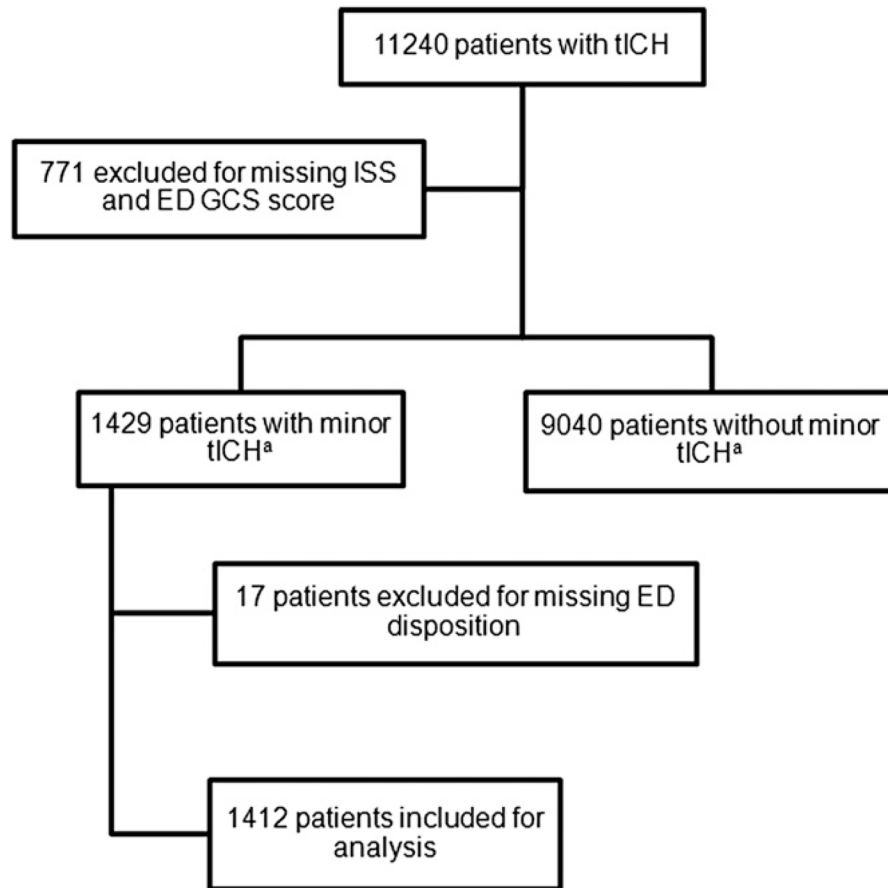 11240 patients with tICH
771 excluded for missing ISS
and ED GCS score
1429 patients with minor
tICHᵃ
9040 patients without minor
tICHᵃ
17 patients excluded for missing ED
disposition
1412 patients included for
analysis